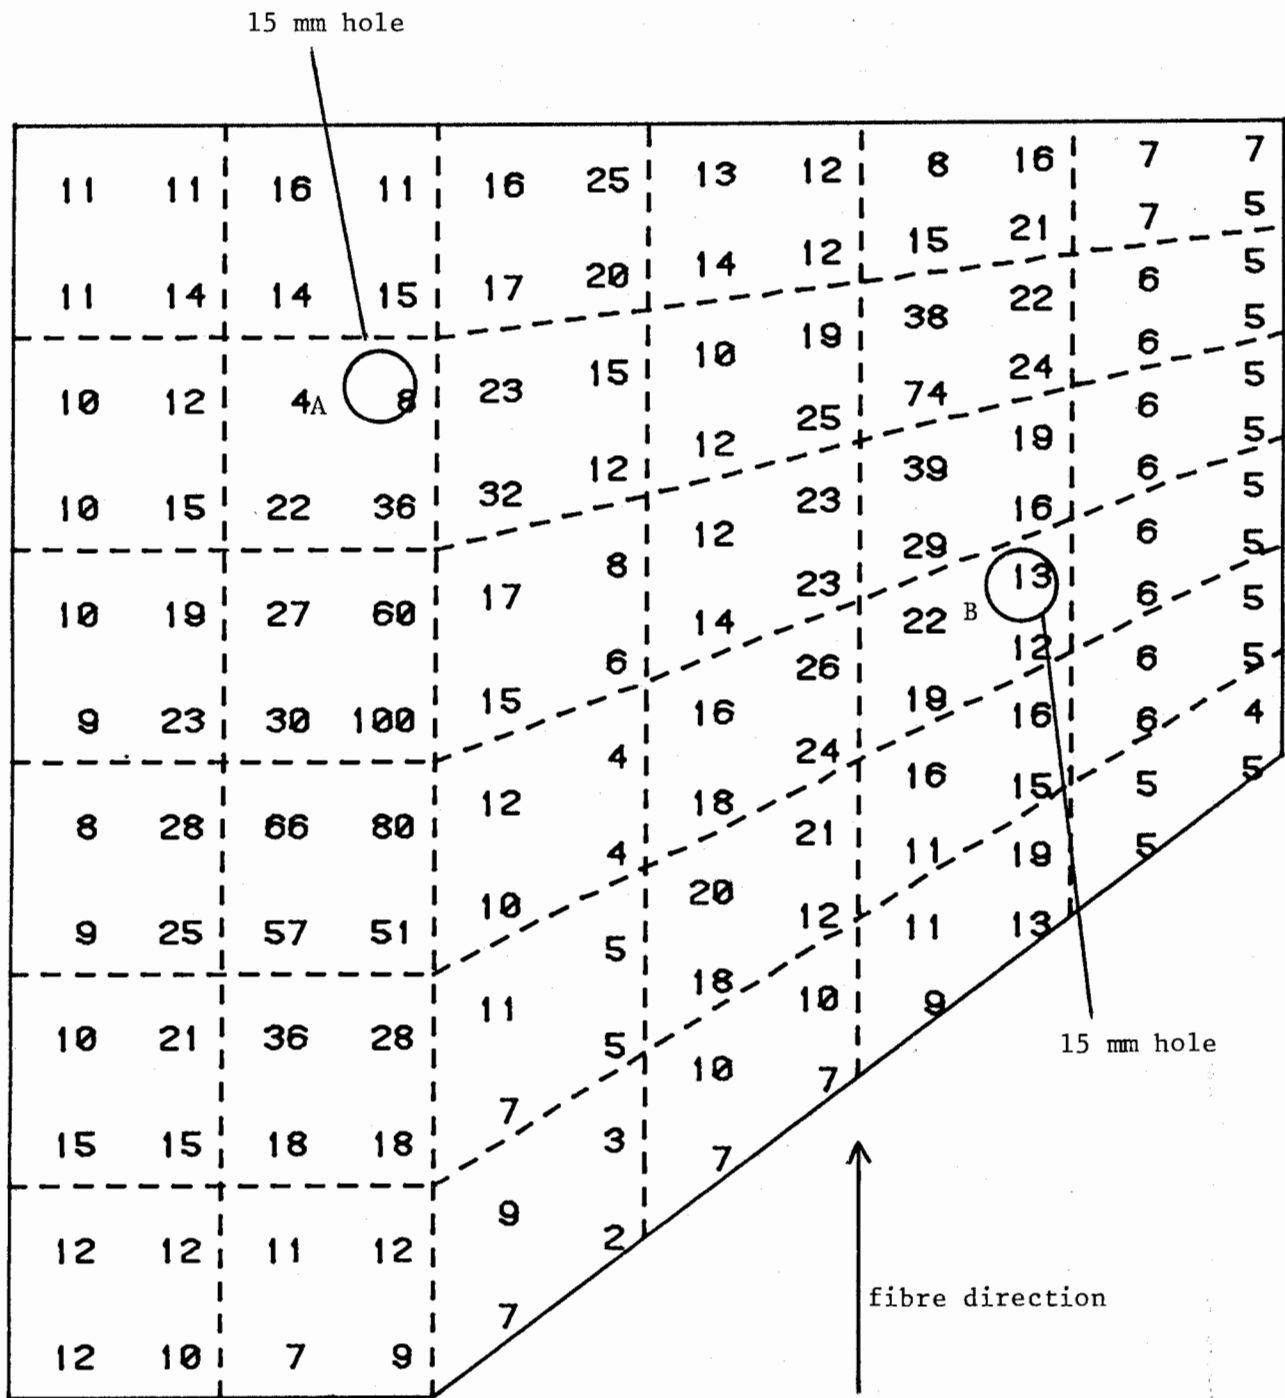 15 mm hole
11 11 16 11 16 25 13 12 8 16 7 7
11 14 14 15 17 20 14 12 15 21 7 5
10 12 4 A 8 23 15 10 19 38 22 6 5
10 15 22 36 32 12 12 25 74 24 6 5
10 19 27 60 17 8 12 23 39 19 6 5
9 23 30 100 15 6 14 23 29 16 6 5
8 28 66 80 12 4 16 26 22 B 13 6 5
9 25 57 51 10 4 18 24 19 12 6 5
10 21 36 28 11 5 20 21 16 16 6 5
15 15 18 18 7 5 18 12 11 15 6 5
12 12 11 12 9 3 10 10 11 19 5 4
12 10 7 9 7 2 7 7 9 13 5 5
15 mm hole
fibre direction